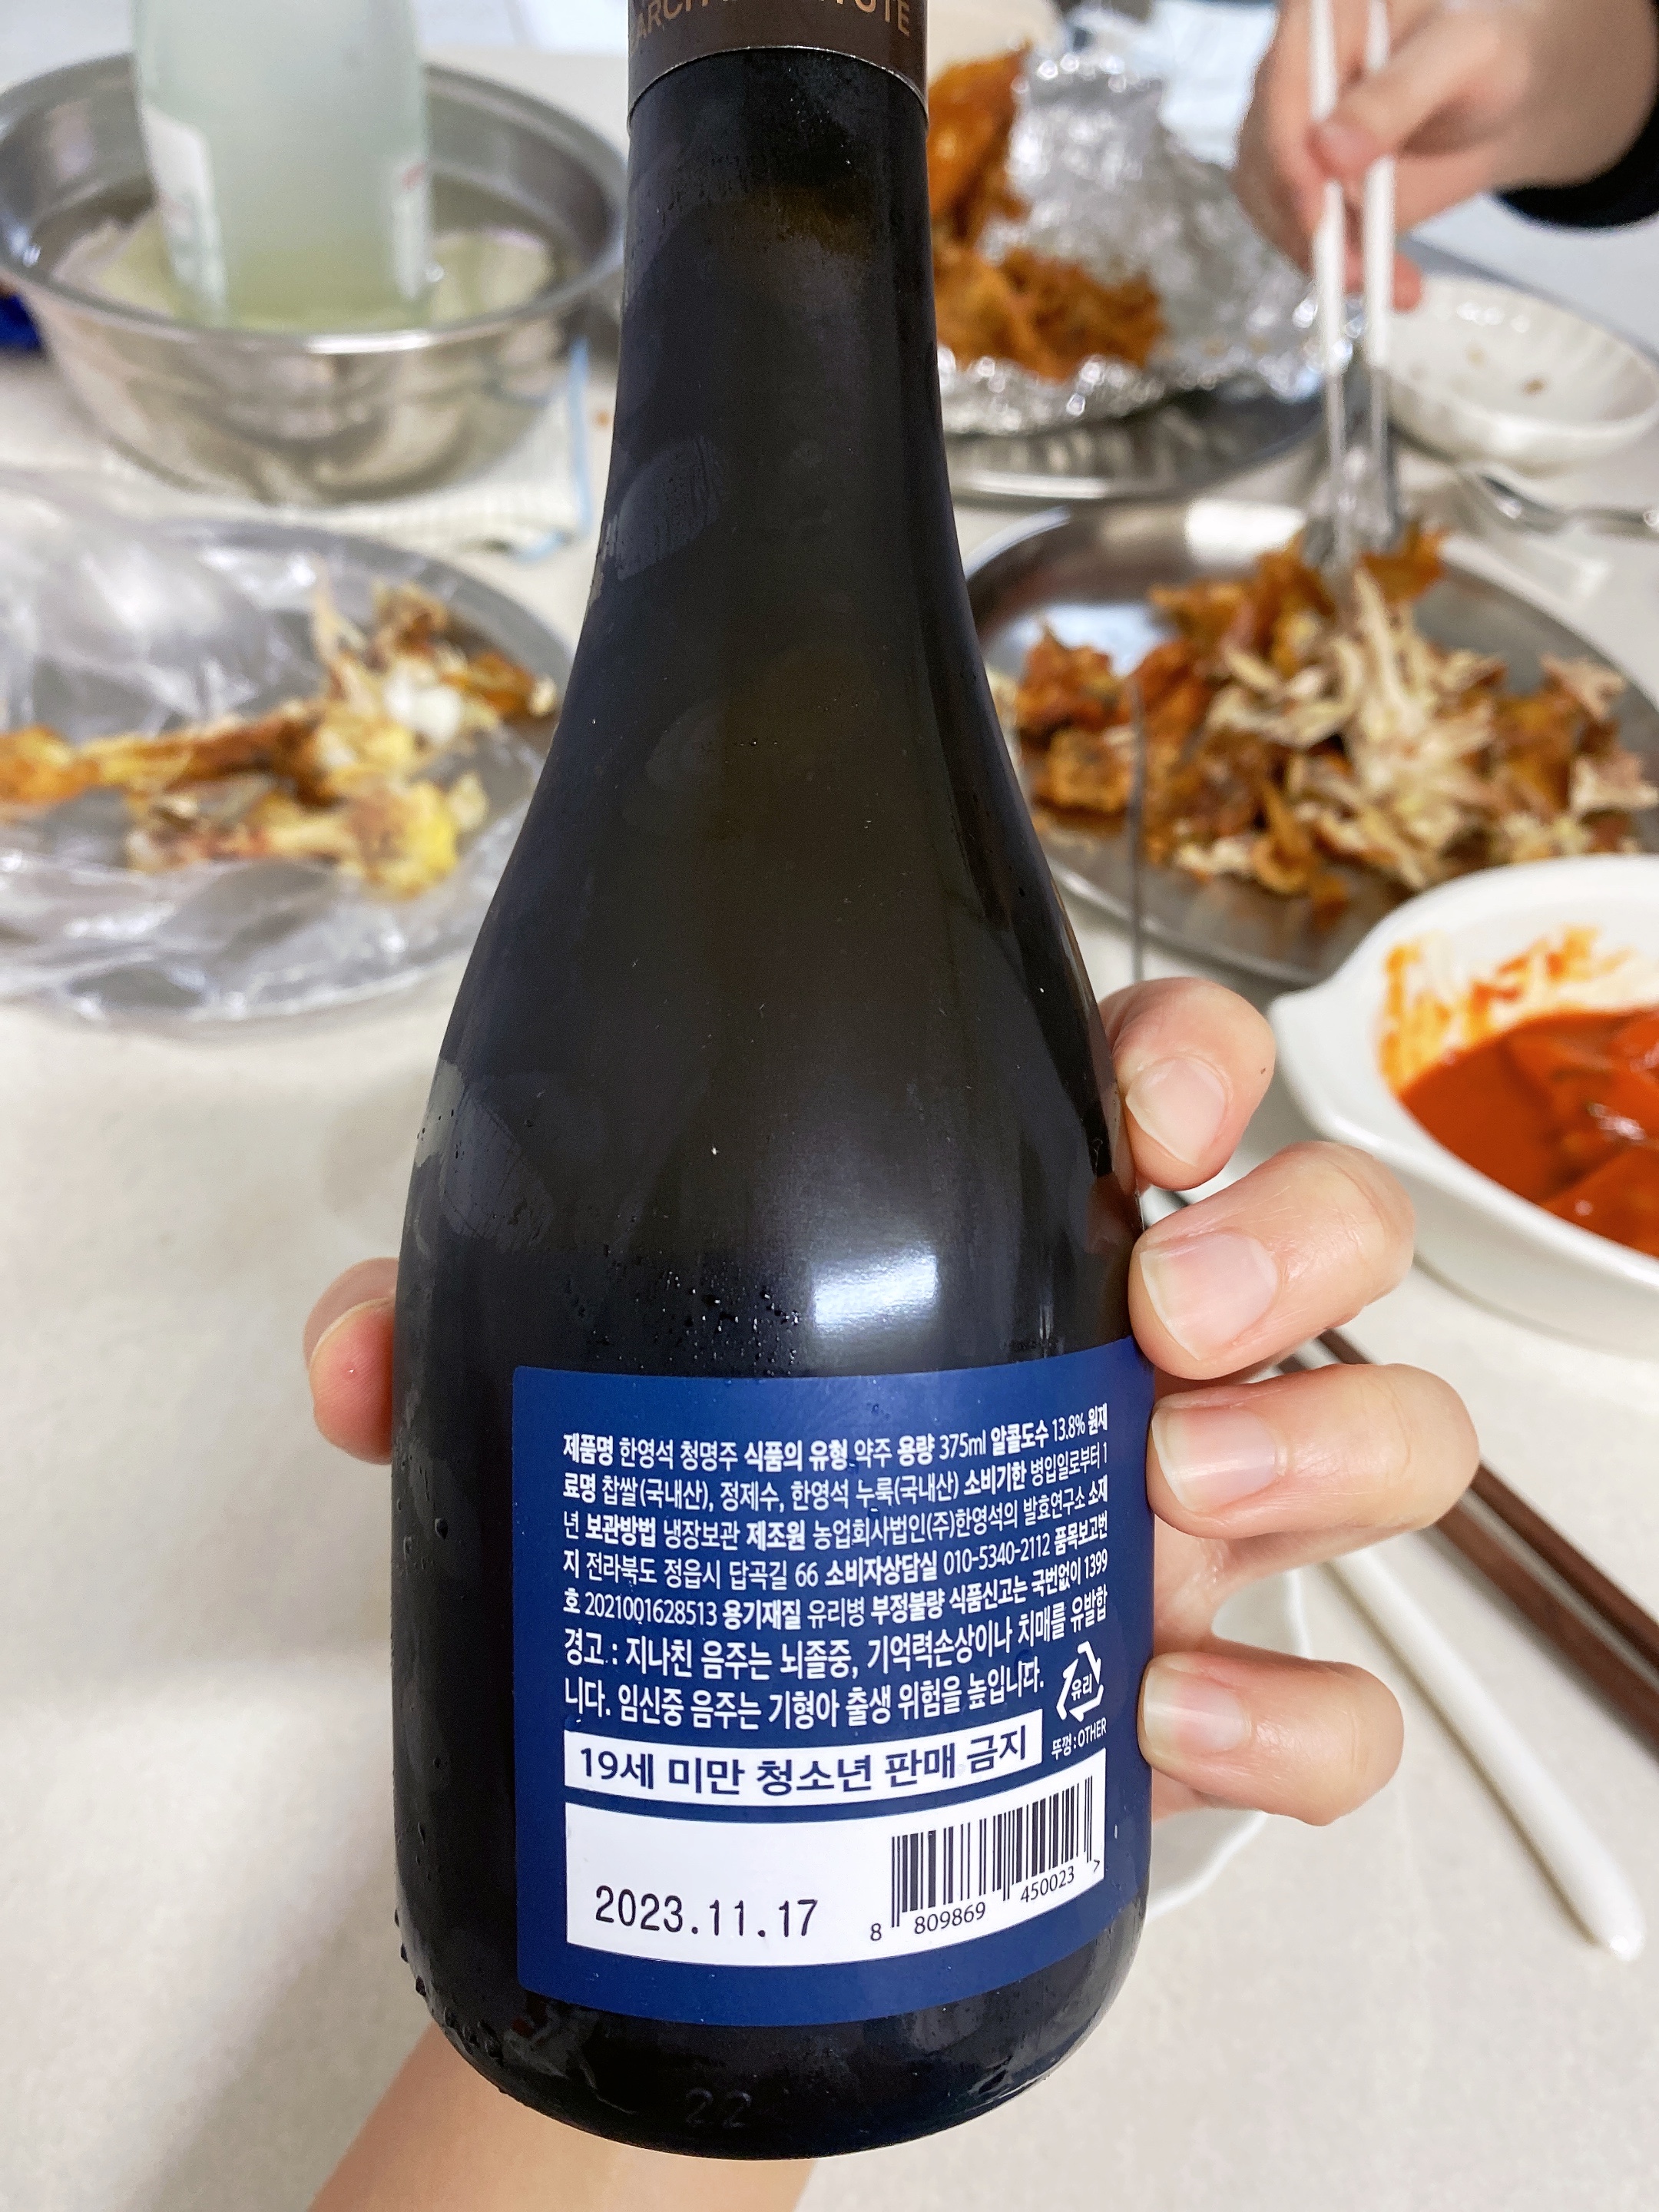 제품명 한영석 청명주 식품의 유형 약주 용량 375ml 알콜도수 13.8% 원재
료명 찹쌀(국내산), 정제수, 한영석 누룩(국내산) 소비기한 병입일로부터 1
년 보관방법 냉장보관 제조원 농업회사법인(주)한영석의 발효연구소 소재
지 전라북도 정읍시 답곡길 66 소비자상담실 010-5340-2112 품목보고번
호 2021001628513 용기재질 유리병 부정불량 식품신고는 국번없이 1399
경고 : 지나친 음주는 뇌졸중, 기억력손상이나 치매를 유발합
니다. 임신중 음주는 기형아 출생 위험을 높입니다.
유리
뚜껑:OTHER
19세 미만 청소년 판매 금지
2023.11.17
8 809869 450023 >
22